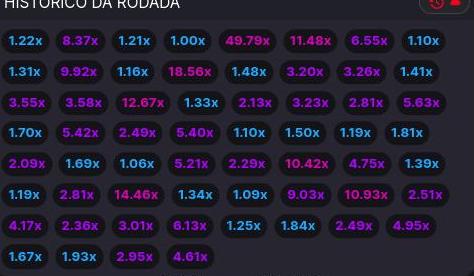 HISTÓRICO DA RODADA
1.22x 8.37x 1.21x 1.00x 49.79x 11.48x 6.55x 1.10x
1.31x 9.92x 1.16x 18.56x 1.48x 3.20x 3.26x 1.41x
3.55x 3.58x 12.67x 1.33x 2.13x 3.23x 2.81x 5.63x
1.70x 5.42x 2.49x 5.40x 1.10x 1.50x 1.19x 1.81x
2.09x 1.69x 1.06x 5.21x 2.29x 10.42x 4.75x 1.39x
1.19x 2.81x 14.46x 1.34x 1.09x 9.03x 10.93x 2.51x
4.17x 2.36x 3.01x 6.13x 1.25x 1.84x 2.49x 4.95x
1.67x 1.93x 2.95x 4.61x